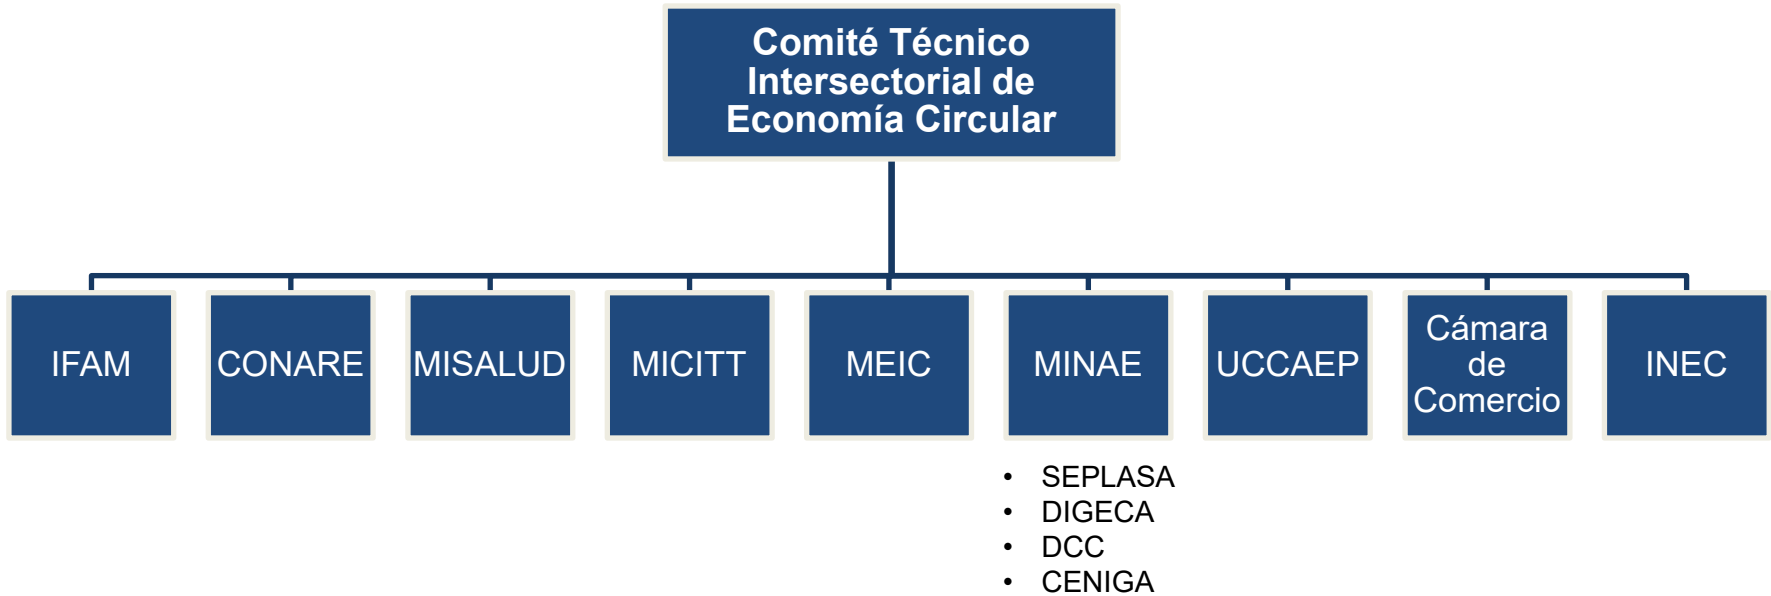 Comité Técnico
Intersectorial de
Economía Circular
IFAM
CONARE
MISALUD
MICITT
MEIC
MINAE
UCCAEP
Cámara
de
Comercio
INEC
• SEPLASA
• DIGECA
• DCC
• CENIGA